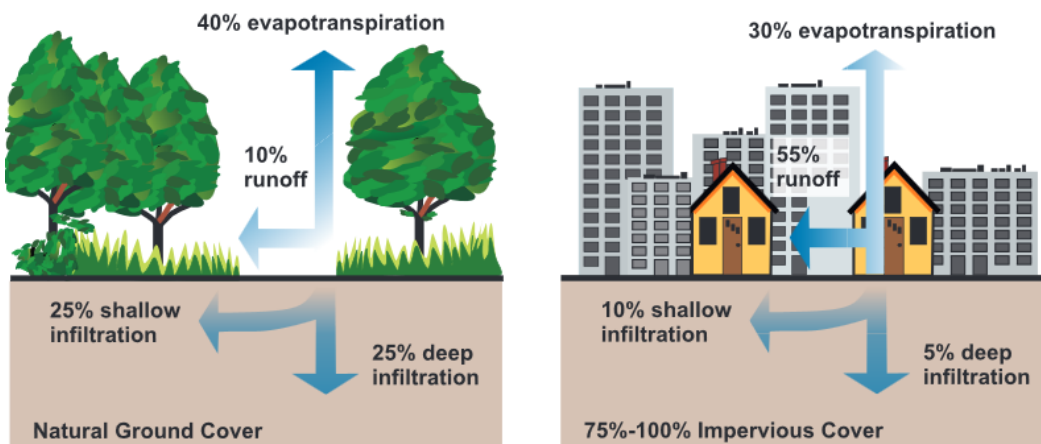 40% evapotranspiration
10%
runoff
25% shallow
infiltration
25% deep
infiltration
Natural Ground Cover
30% evapotranspiration
55%
runoff
10% shallow
infiltration
5% deep
infiltration
75%-100% Impervious Cover